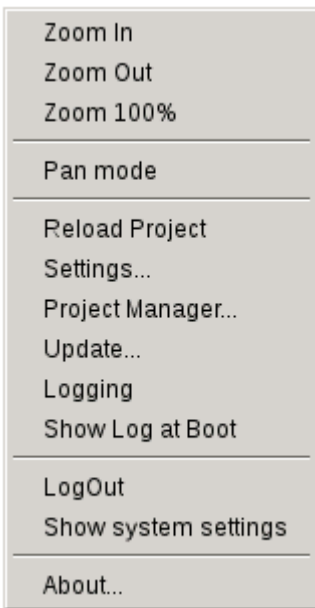 Zoom In
Zoom Out
Zoom 100%
Pan mode
Reload Project
Settings...
Project Manager...
Update...
Logging
Show Log at Boot
LogOut
Show system settings
About...